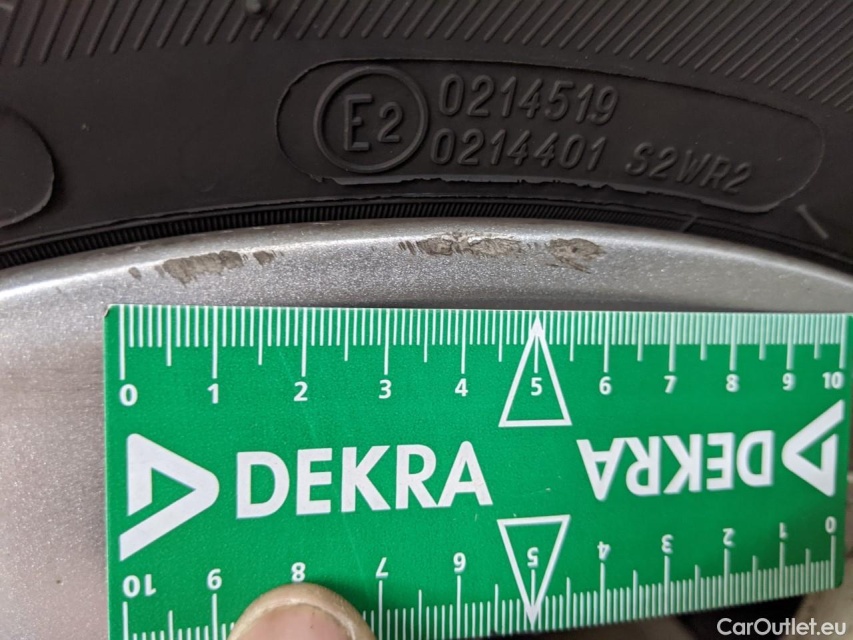 E2 0214519
0214401 S2WR2
0 1 2 3 4 5 6 7 8 9 10
DEKRA DEKRA
10 9 8 7 6 5 4 3 2 1 0
CarOutlet.eu